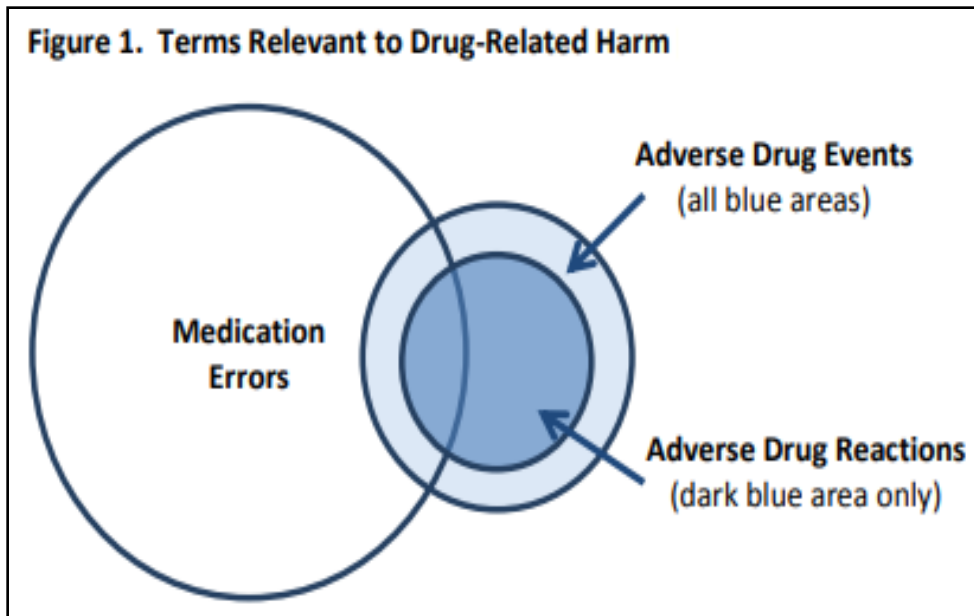 Figure 1.  Terms Relevant to Drug-Related Harm
Adverse Drug Events
(all blue areas)
Medication
Errors
Adverse Drug Reactions
(dark blue area only)